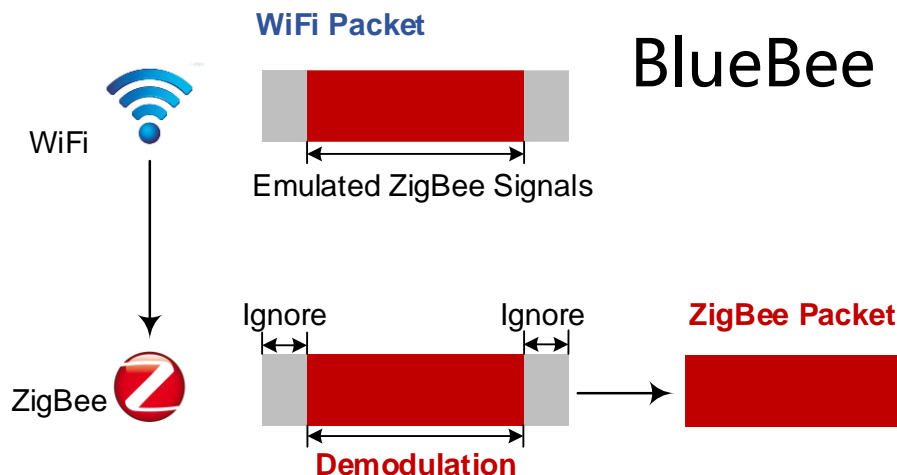 WiFi Packet
BlueBee
WiFi
Emulated ZigBee Signals
Ignore
Ignore
ZigBee Packet
ZigBee
Z
Demodulation